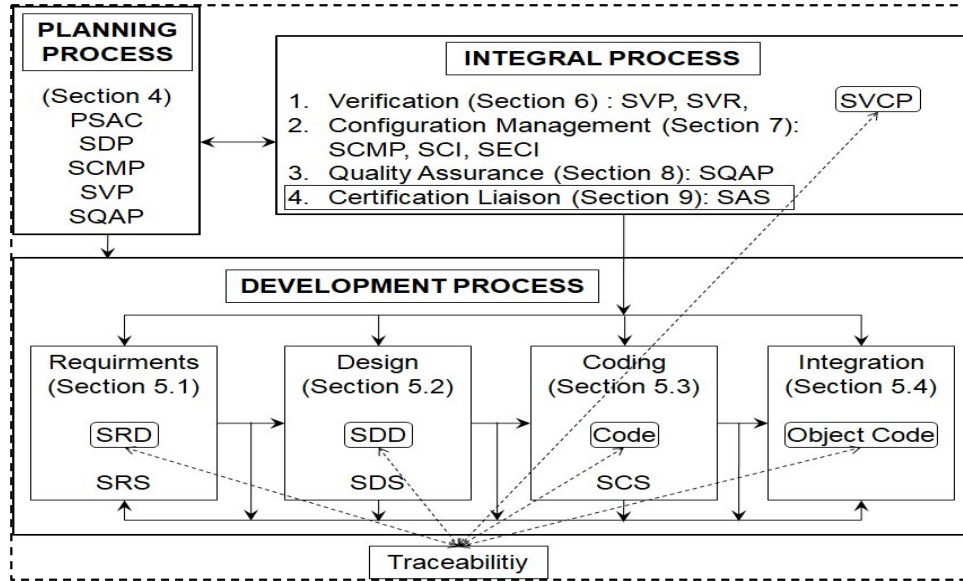 PLANNING
PROCESS
(Section 4)
PSAC
SDP
SCMP
SVP
SQAP
INTEGRAL PROCESS
1. Verification (Section 6) : SVP, SVR,
SVCP
2. Configuration Management (Section 7):
SCMP, SCI, SECI
3. Quality Assurance (Section 8): SQAP
4. Certification Liaison (Section 9): SAS
DEVELOPMENT PROCESS
Requirments
(Section 5.1)
SRD
SRS
Design
(Section 5.2)
SDD
SDS
Coding
(Section 5.3)
Code
SCS
Integration
(Section 5.4)
Object Code
Traceabilitiy